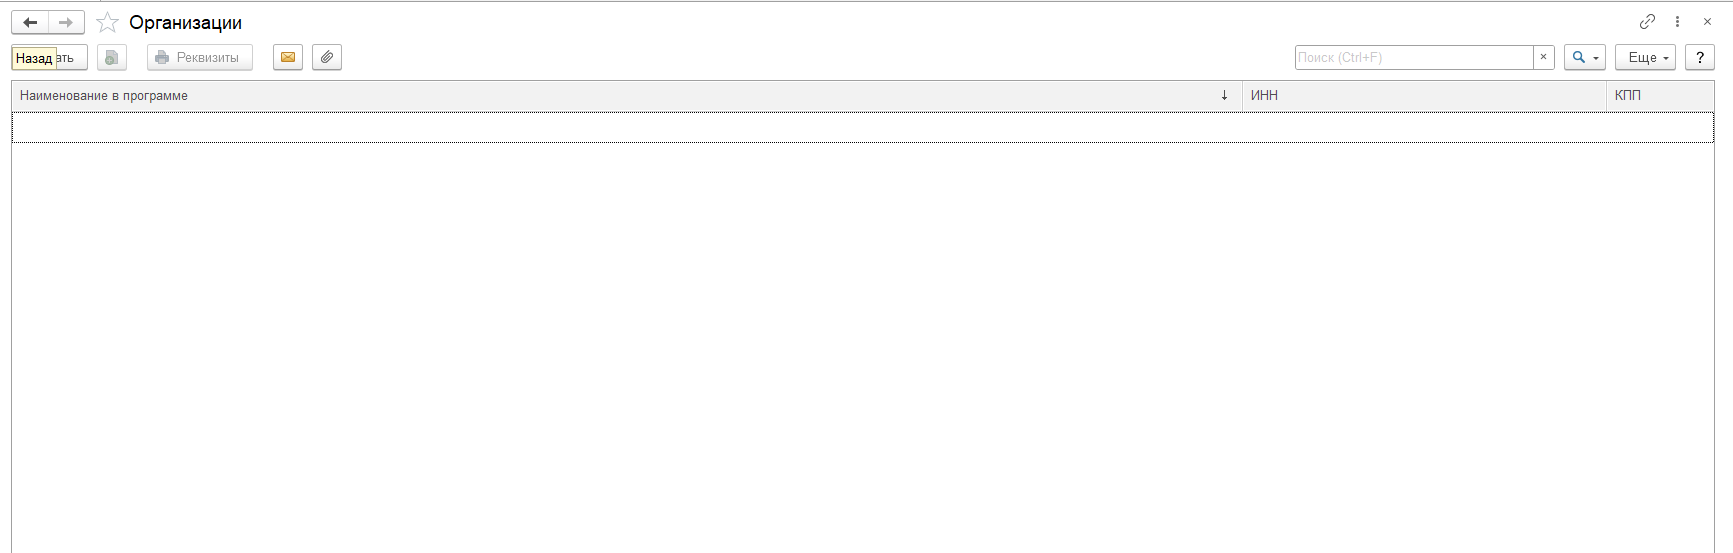 Организации
Назад ать Реквизиты Поиск (Ctrl+F) × Еще ?
Наименование в программе ↓ ИНН КПП